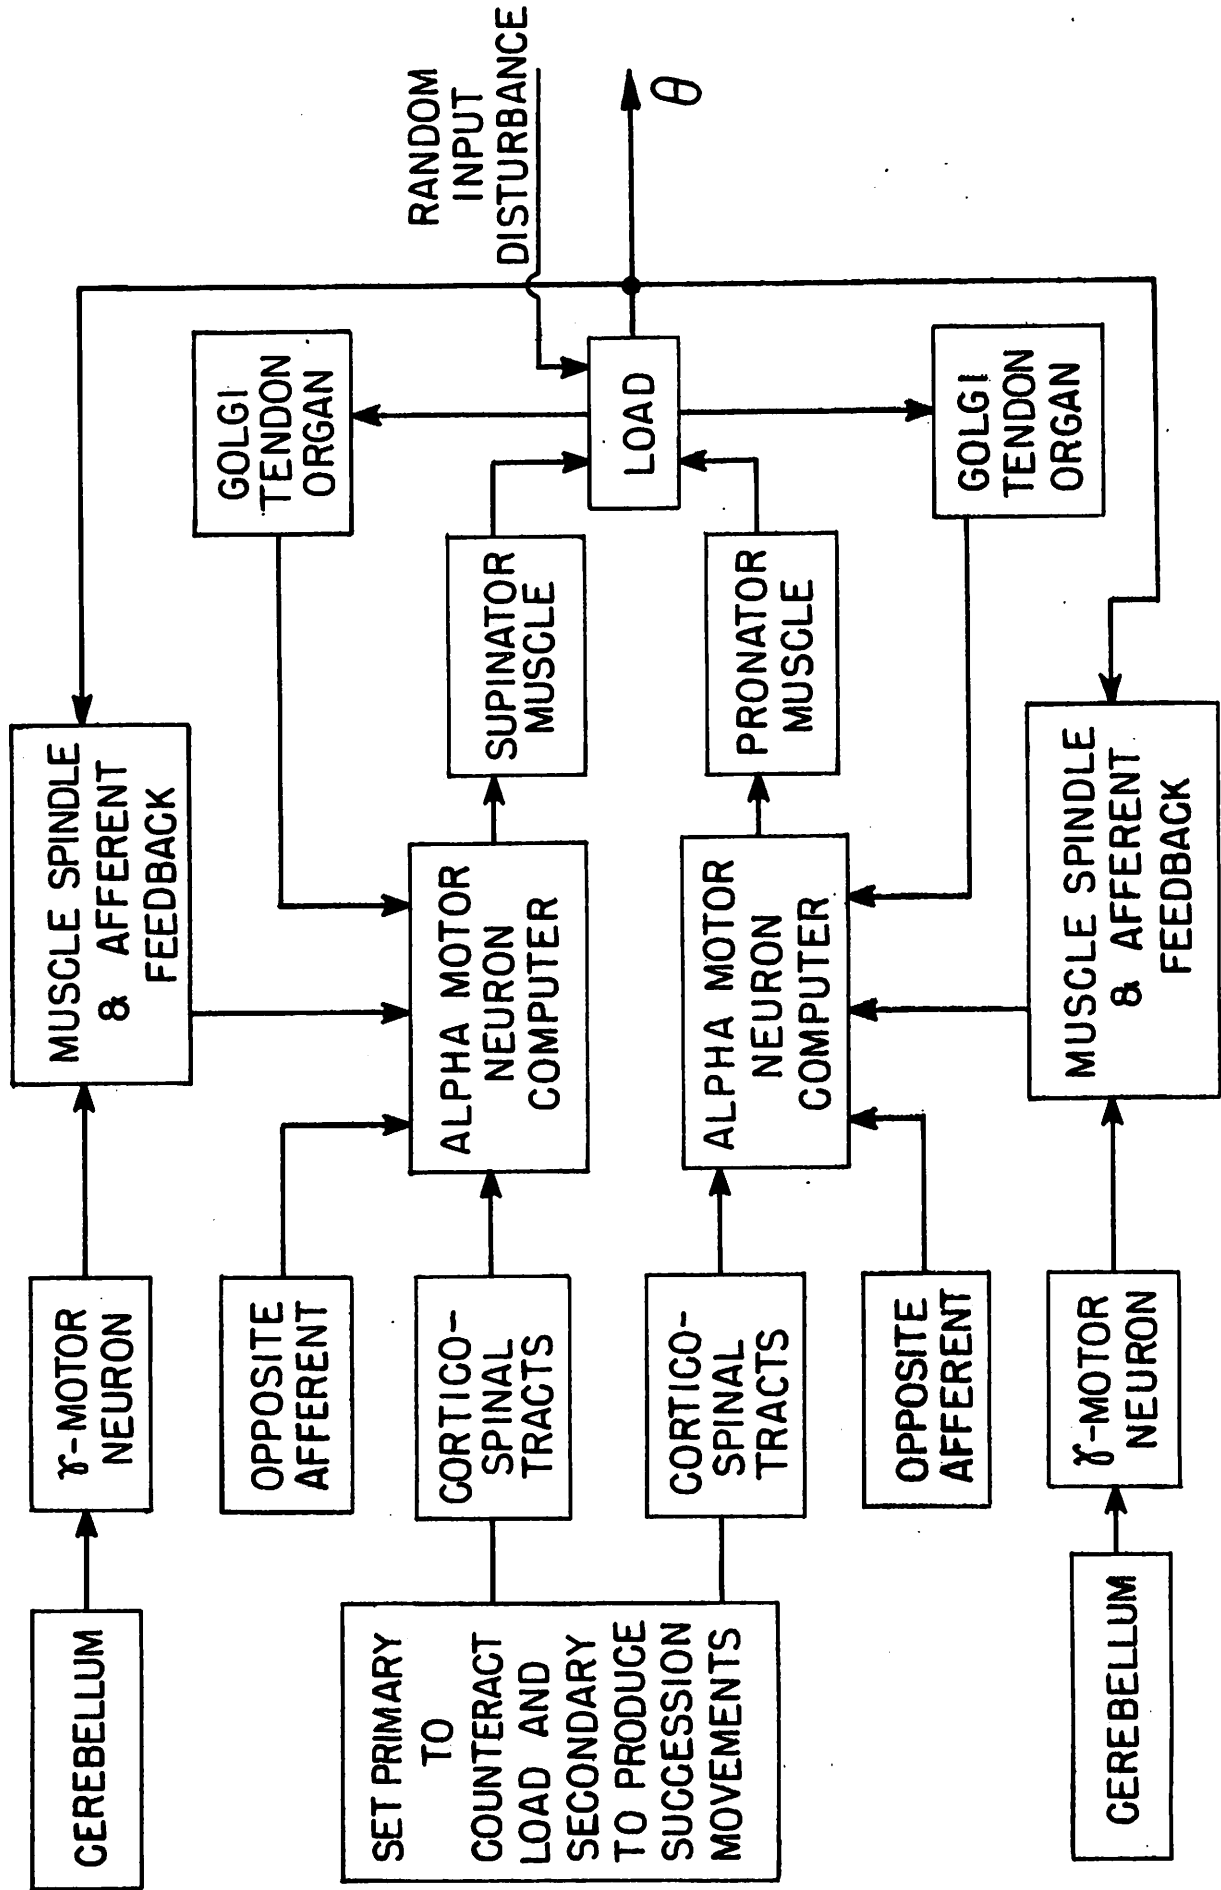 CEREBELLUM
γ-MOTOR
NEURON
MUSCLE SPINDLE
& AFFERENT
FEEDBACK
OPPOSITE
AFFERENT
GOLGI
TENDON
ORGAN
RANDOM
INPUT
DISTURBANCE
SET PRIMARY
TO
COUNTERACT
LOAD AND
SECONDARY
TO PRODUCE
SUCCESSION
MOVEMENTS
CORTICO-
SPINAL
TRACTS
ALPHA MOTOR
NEURON
COMPUTER
SUPINATOR
MUSCLE
LOAD
θ
CORTICO-
SPINAL
TRACTS
ALPHA MOTOR
NEURON
COMPUTER
PRONATOR
MUSCLE
OPPOSITE
AFFERENT
GOLGI
TENDON
ORGAN
CEREBELLUM
γ-MOTOR
NEURON
MUSCLE SPINDLE
& AFFERENT
FEEDBACK